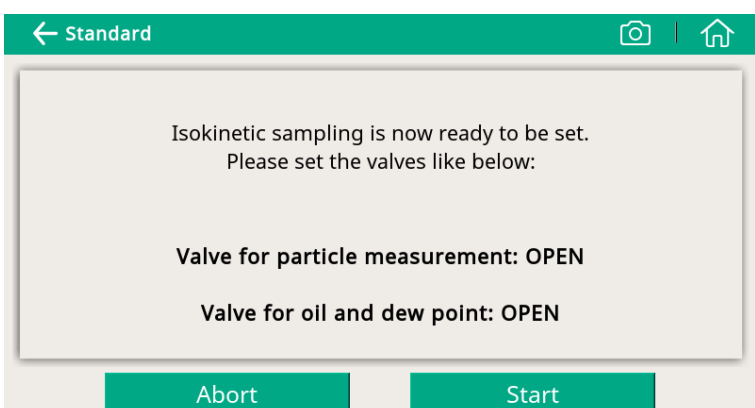 Standard
Isokinetic sampling is now ready to be set.
Please set the valves like below:
Valve for particle measurement: OPEN
Valve for oil and dew point: OPEN
Abort
Start